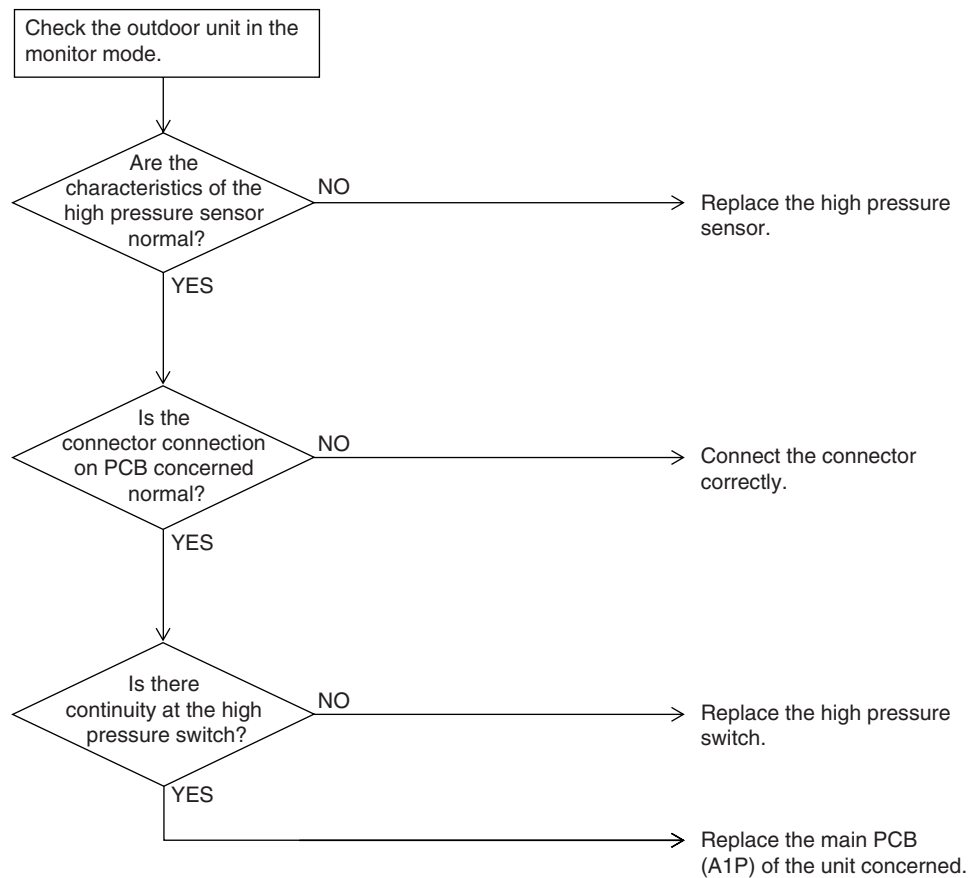 Check the outdoor unit in the
monitor mode.
Are the
characteristics of the
high pressure sensor
normal?
NO
Replace the high pressure
sensor.
YES
Is the
connector connection
on PCB concerned
normal?
NO
Connect the connector
correctly.
YES
Is there
continuity at the high
pressure switch?
NO
Replace the high pressure
switch.
YES
Replace the main PCB
(A1P) of the unit concerned.